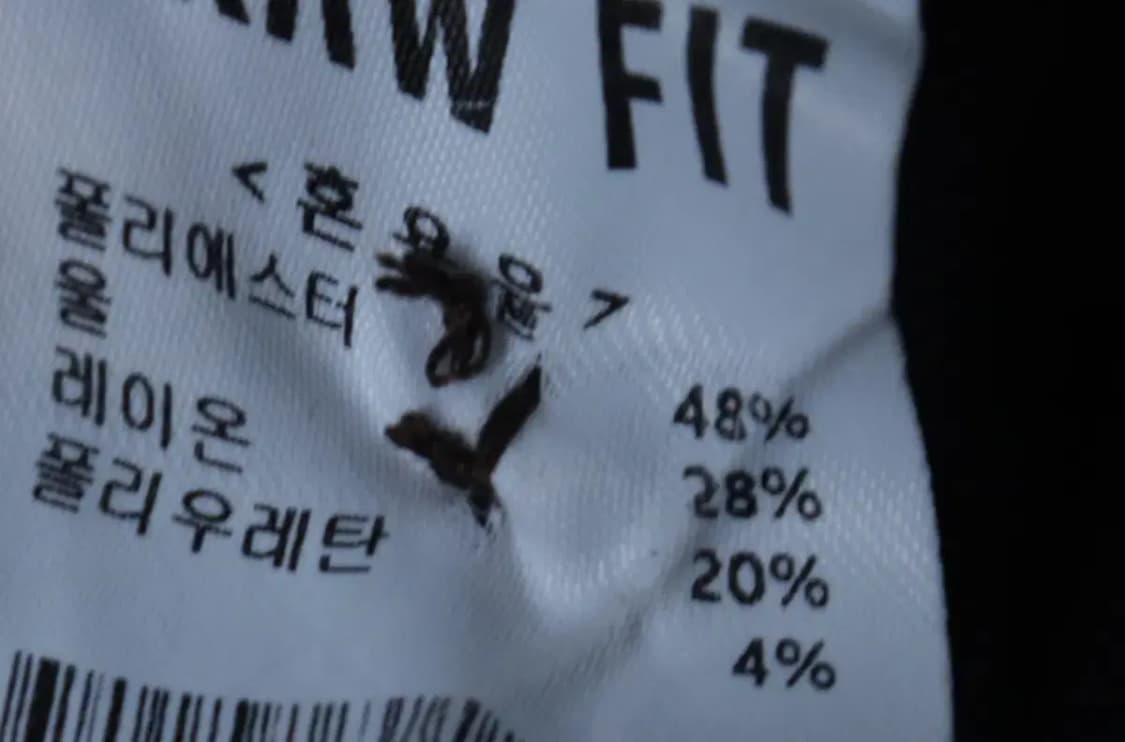 FIT
< 혼 용 율 >
폴리에스터 48%
울 28%
레이온 20%
폴리우레탄 4%